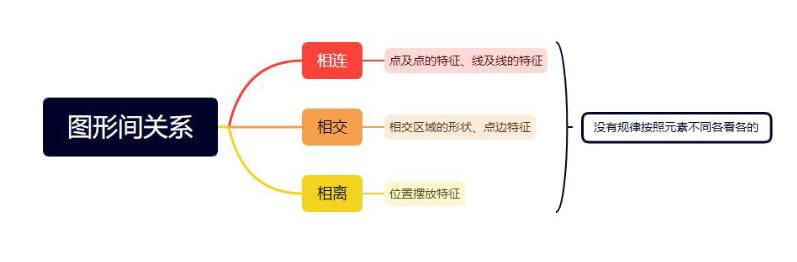 图形间关系
相连
点及点的特征、线及线的特征
相交
相交区域的形状、点边特征
相离
位置摆放特征
没有规律按照元素不同各看各的